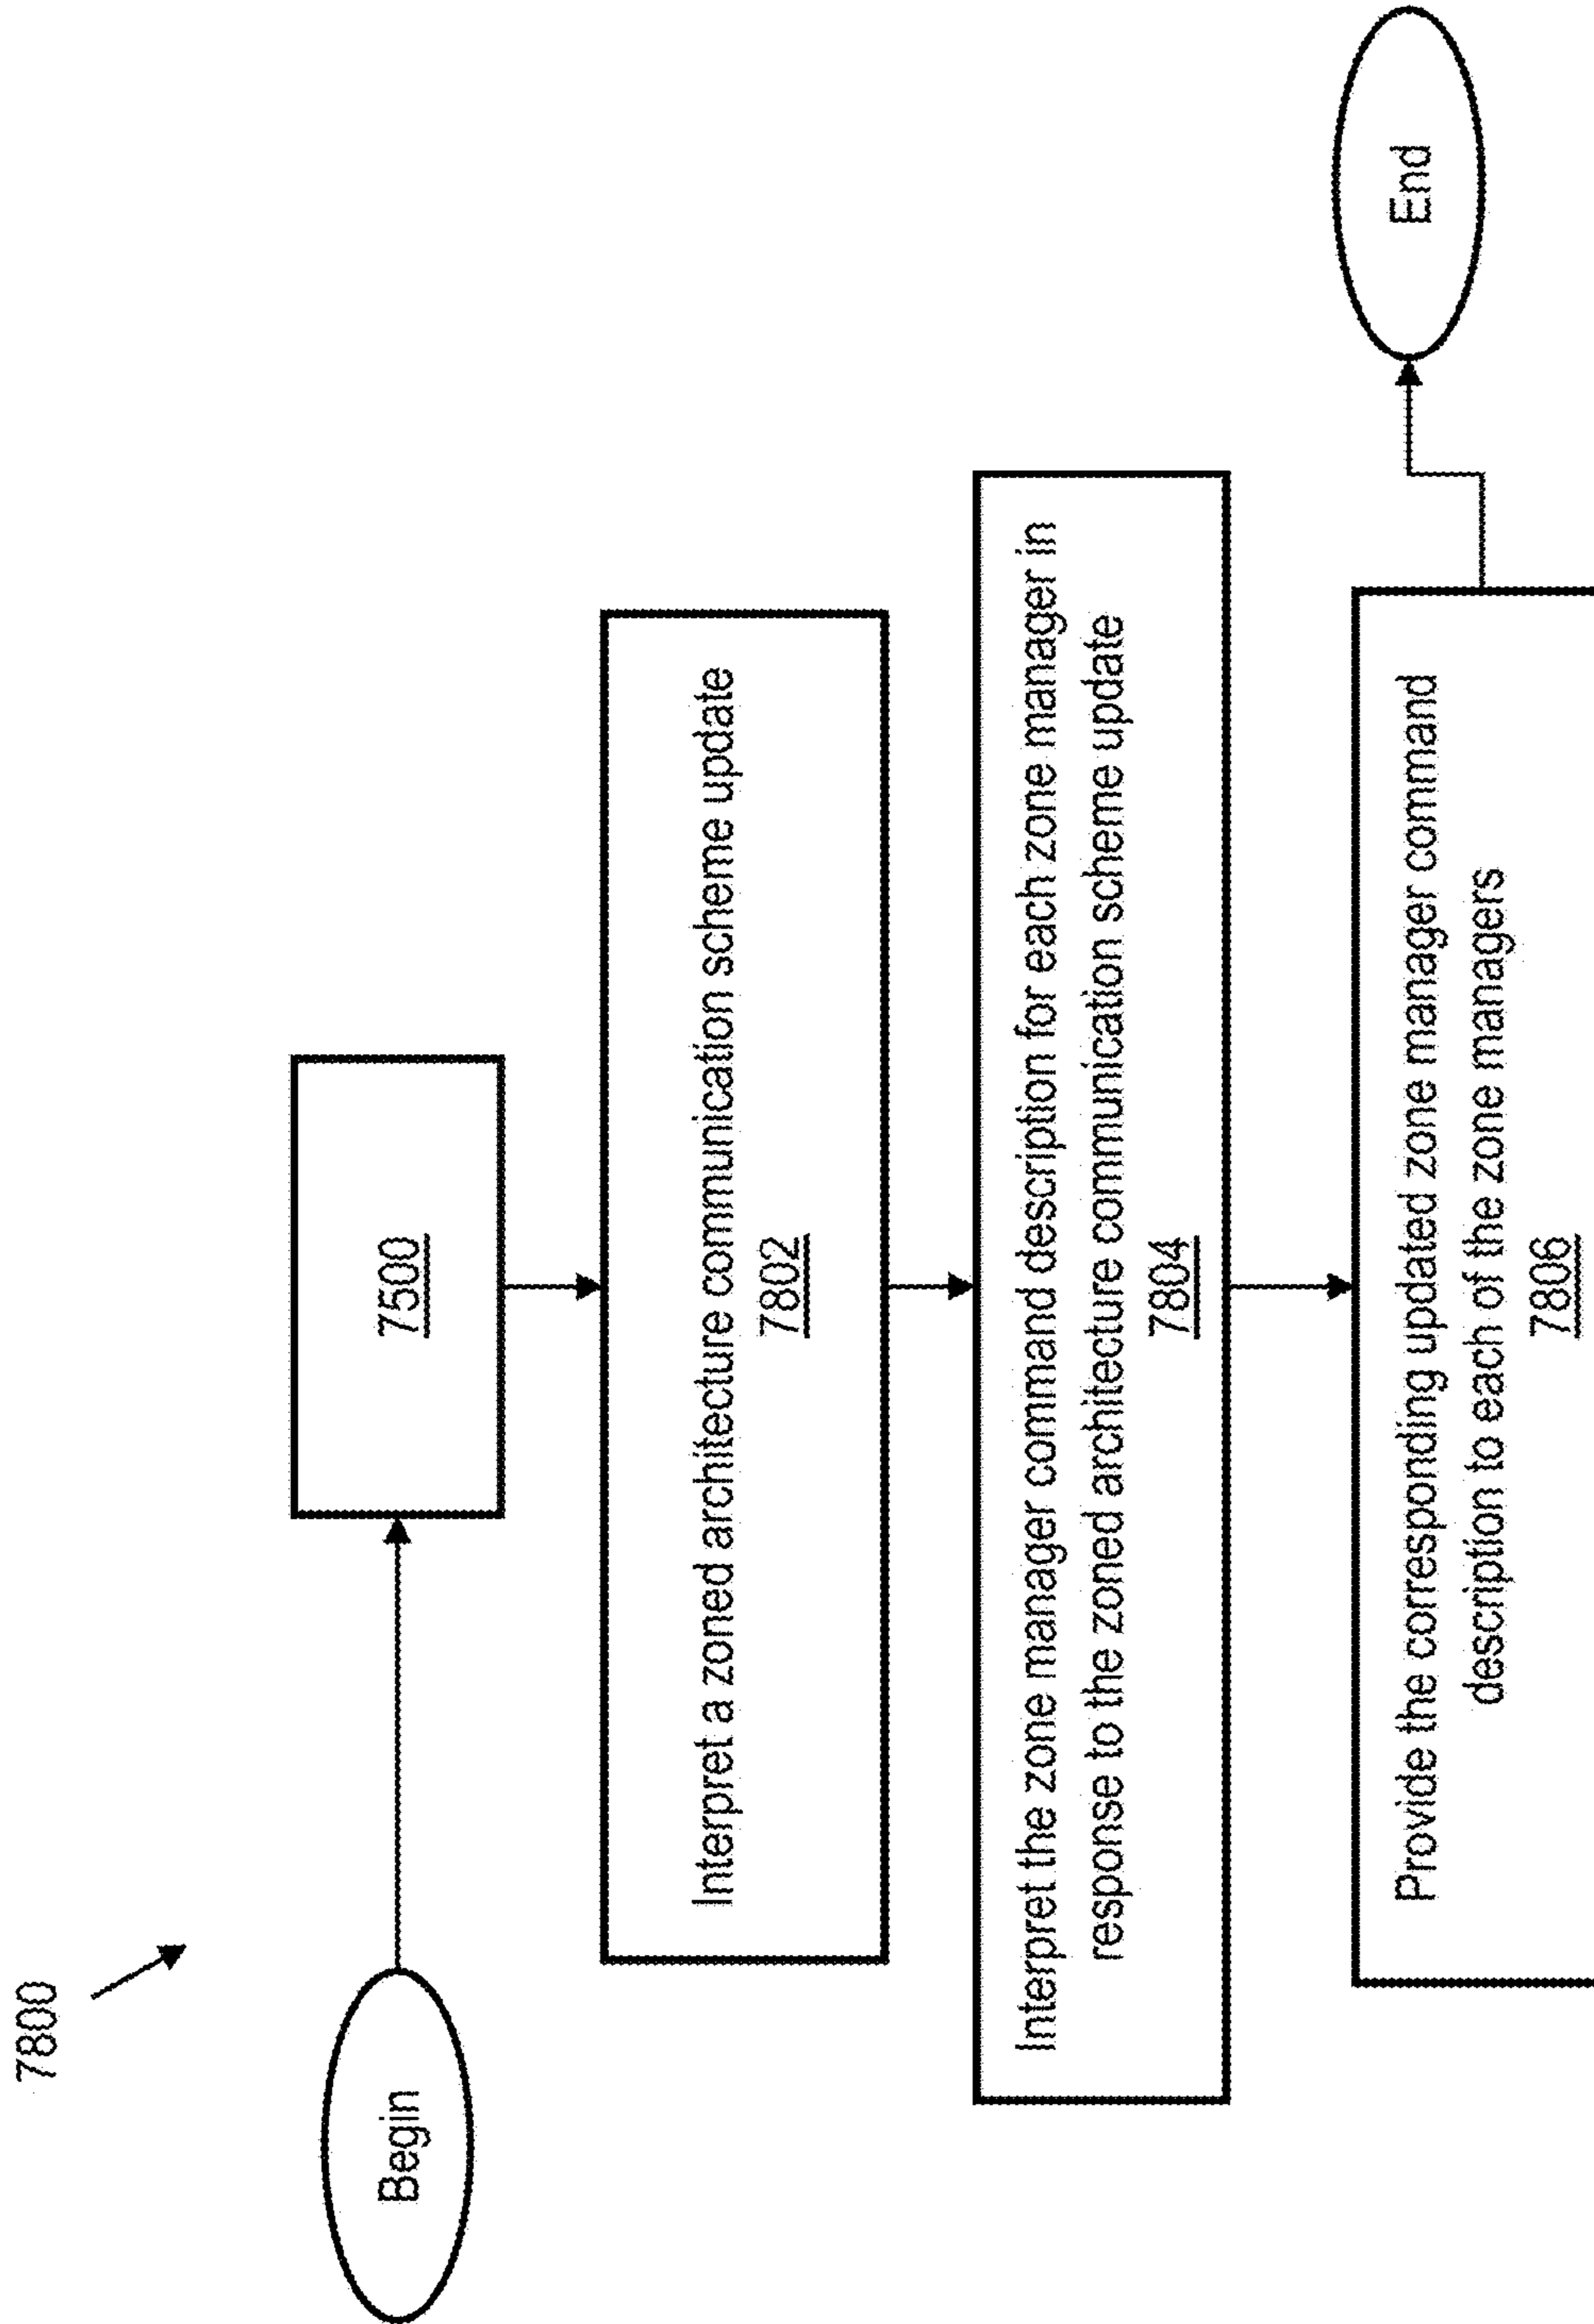 7800
Begin
7500
Interpret a zoned architecture communication scheme update
7802
Interpret the zone manager command description for each zone manager in
response to the zoned architecture communication scheme update
7804
Provide the corresponding updated zone manager command
description to each of the zone managers
7806
End